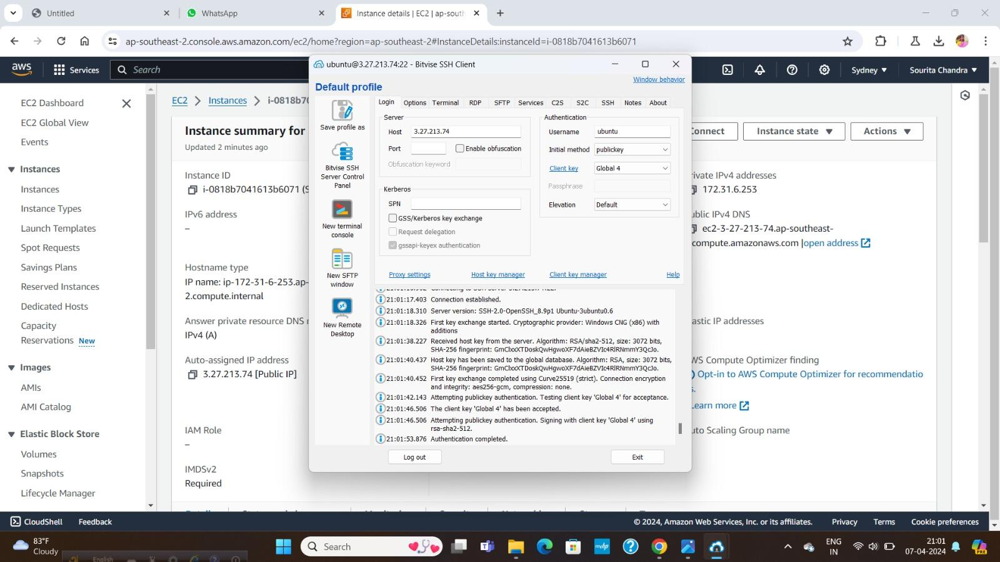 Untitled
WhatsApp
Instance details | EC2 | ap-south
ap-southeast-2.console.aws.amazon.com/ec2/home?region=ap-southeast-2#InstanceDetails:instanceId=i-0818b7041613b6071
aws
Services
Search
Sydney
Sourita Chandra
EC2 Dashboard
EC2 Global View
Events
Instances
Instances
Instance Types
Launch Templates
Spot Requests
Savings Plans
Reserved Instances
Dedicated Hosts
Capacity
Reservations New
Images
AMIs
AMI Catalog
Elastic Block Store
Volumes
Snapshots
Lifecycle Manager
EC2 > Instances > i-0818b70
Instance summary for
Updated 2 minutes ago
onnect
Instance state
Actions
Instance ID
i-0818b7041613b6071 (S
IPv6 address
–
Hostname type
IP name: ip-172-31-6-253.ap-
2.compute.internal
Answer private resource DNS n
IPv4 (A)
Auto-assigned IP address
3.27.213.74 [Public IP]
IAM Role
–
IMDSv2
Required
rivate IPv4 addresses
172.31.6.253
ublic IPv4 DNS
ec2-3-27-213-74.ap-southeast-
compute.amazonaws.com |open address
astic IP addresses
WS Compute Optimizer finding
Opt-in to AWS Compute Optimizer for recommendatio
s.
earn more
uto Scaling Group name
ubuntu@3.27.213.74:22 - Bitvise SSH Client
Default profile
Window behavior
Save profile as
Bitvise SSH
Server Control
Panel
New terminal
console
New SFTP
window
New Remote
Desktop
Login Options Terminal RDP SFTP Services C2S S2C SSH Notes About
Server
Host 3.27.213.74
Port
Enable obfuscation
Obfuscation keyword
Kerberos
SPN
GSS/Kerberos key exchange
Request delegation
gssapi-keyex authentication
Authentication
Username ubuntu
Initial method publickey
Client key Global 4
Passphrase
Elevation Default
Proxy settings
Host key manager
Client key manager
Help
21:01:17.403 Connection established.
21:01:18.310 Server version: SSH-2.0-OpenSSH_8.9p1 Ubuntu-3ubuntu0.6
21:01:18.326 First key exchange started. Cryptographic provider: Windows CNG (x86) with
additions
21:01:38.227 Received host key from the server. Algorithm: RSA/sha2-512, size: 3072 bits,
SHA-256 fingerprint: GmClxxXTDoskQwHgwoXF7dAieBZVIc4RlRNmmY3QcJo.
21:01:40.437 Host key has been saved to the global database. Algorithm: RSA, size: 3072 bits,
SHA-256 fingerprint: GmClxxXTDoskQwHgwoXF7dAieBZVIc4RlRNmmY3QcJo.
21:01:40.452 First key exchange completed using Curve25519 (strict). Connection encryption
and integrity: aes256-gcm, compression: none.
21:01:42.143 Attempting publickey authentication. Testing client key 'Global 4' for acceptance.
21:01:46.506 The client key 'Global 4' has been accepted.
21:01:46.506 Attempting publickey authentication. Signing with client key 'Global 4' using
rsa-sha2-512.
21:01:53.876 Authentication completed.
Log out
Exit
CloudShell
Feedback
© 2024, Amazon Web Services, Inc. or its affiliates.
Privacy
Terms
Cookie preferences
83°F
Cloudy
English
Search
ENG
IN
21:01
07-04-2024